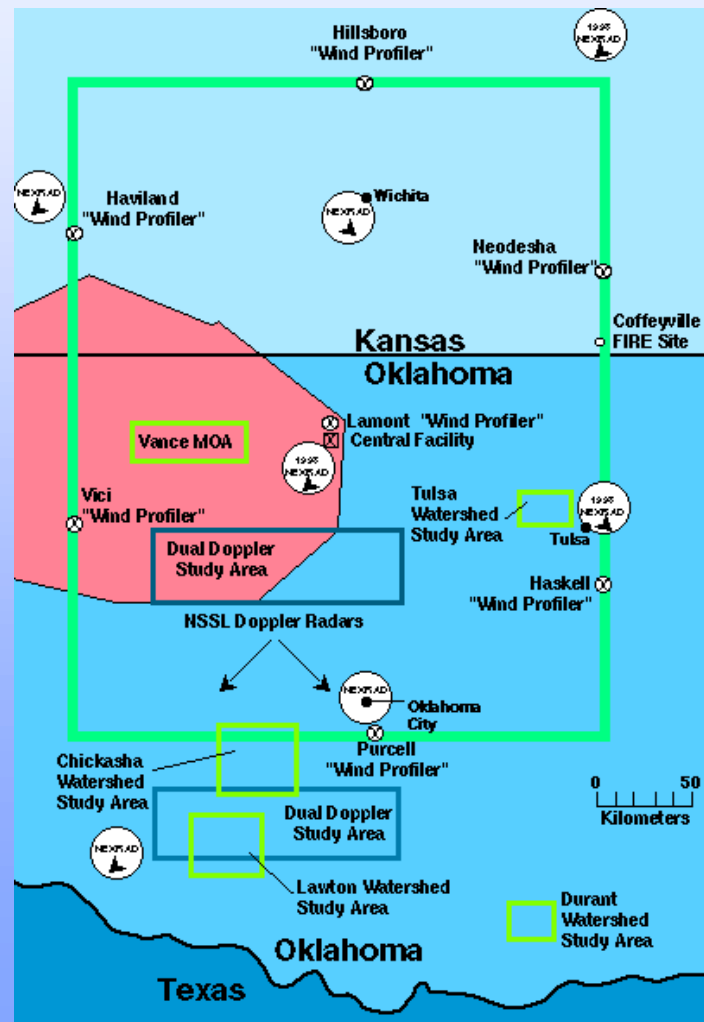 Hillsboro
"Wind Profiler"
1995
NEXRAD
NEXRAD
Haviland
"Wind Profiler"
Wichita
NEXRAD
Neodesha
"Wind Profiler"
Coffeyville
FIRE Site
Kansas
Oklahoma
Lamont "Wind Profiler"
Central Facility
Vance MOA
1995
NEXRAD
Vici
"Wind Profiler"
Tulsa
Watershed
Study Area
1995
NEXRAD
Tulsa
Dual Doppler
Study Area
Haskell
"Wind Profiler"
NSSL Doppler Radars
NEXRAD
Oklahoma
City
Purcell
"Wind Profiler"
Chickasha
Watershed
Study Area
0 50
Kilometers
Dual Doppler
Study Area
NEXRAD
Lawton Watershed
Study Area
Durant
Watershed
Study Area
Oklahoma
Texas